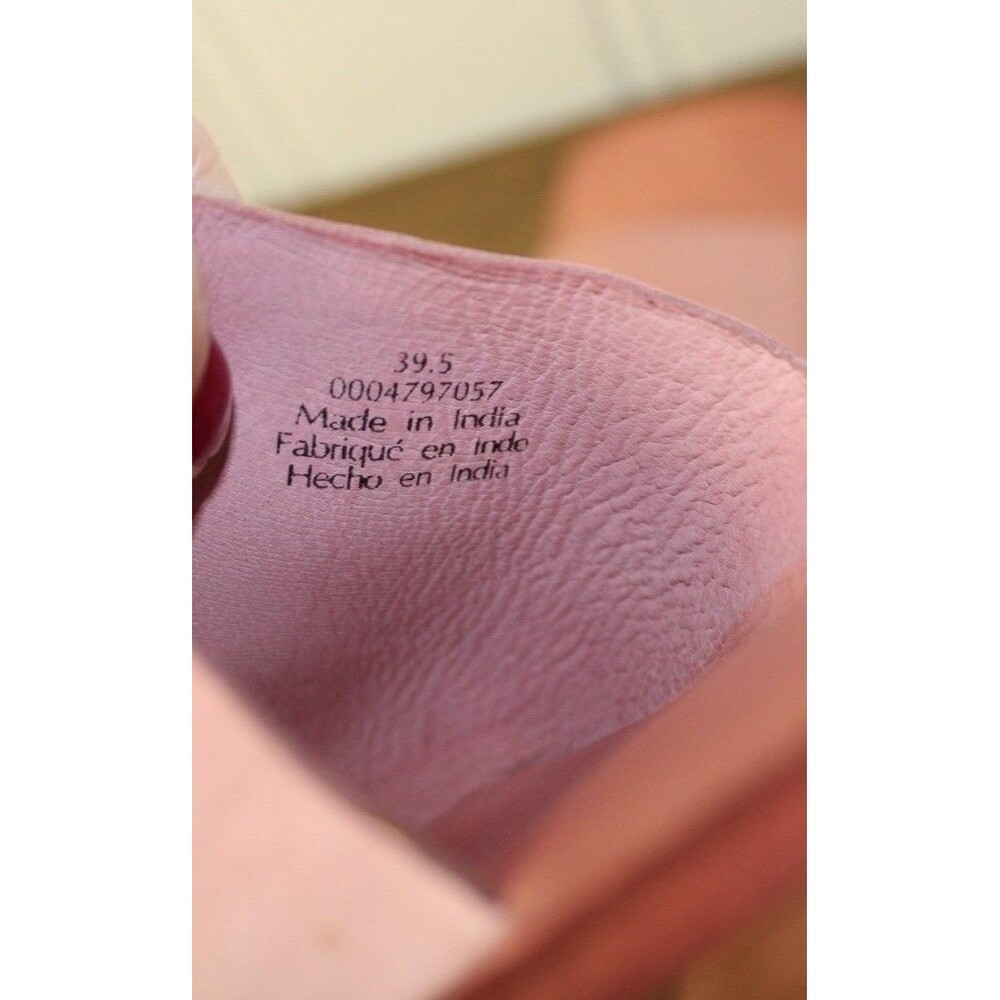 39.5
0004797057
Made in India
Fabriqué en inde
Hecho en India